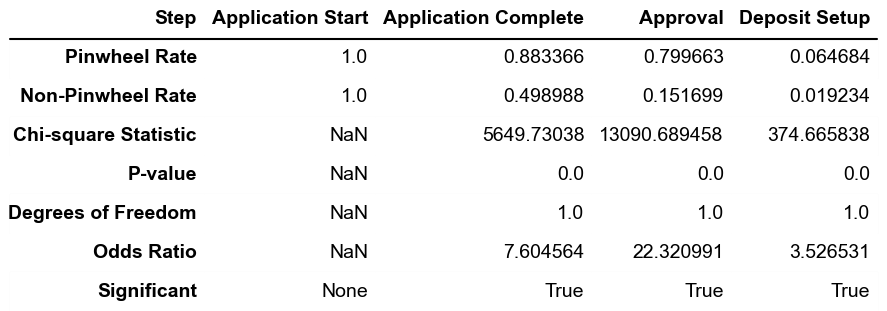 Step Application Start Application Complete Approval Deposit Setup
Pinwheel Rate 1.0 0.883366 0.799663 0.064684
Non-Pinwheel Rate 1.0 0.498988 0.151699 0.019234
Chi-square Statistic NaN 5649.73038 13090.689458 374.665838
P-value NaN 0.0 0.0 0.0
Degrees of Freedom NaN 1.0 1.0 1.0
Odds Ratio NaN 7.604564 22.320991 3.526531
Significant None True True True